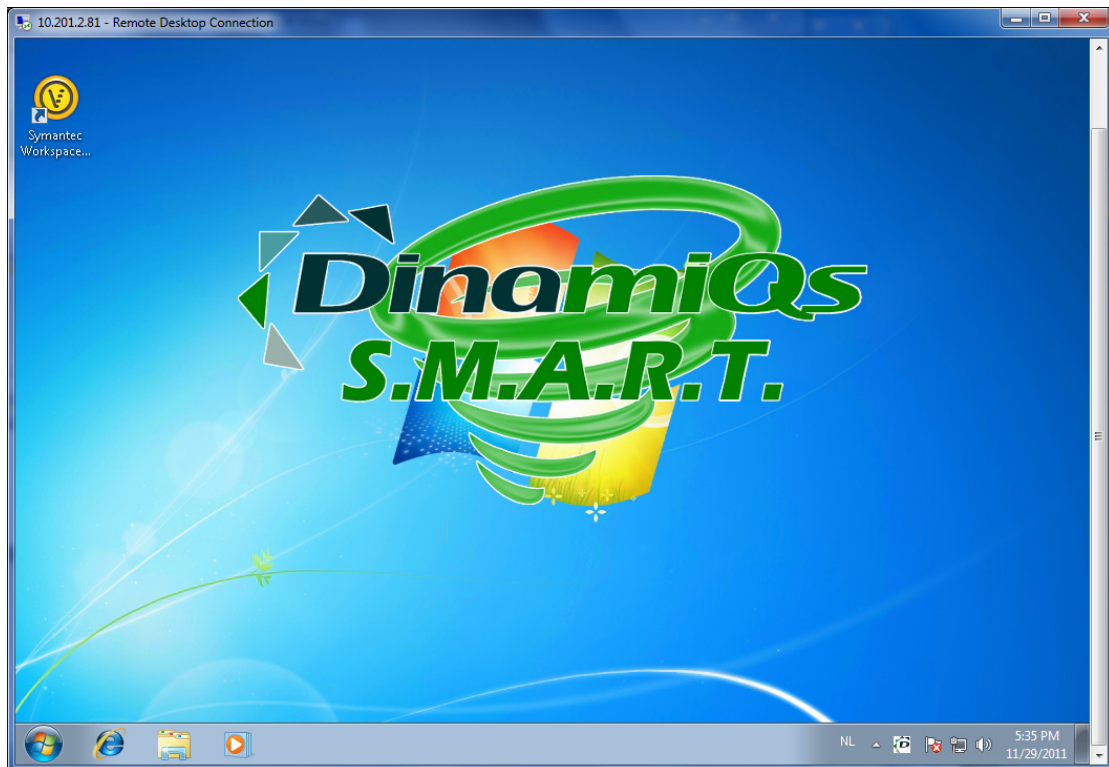 10.201.2.81 - Remote Desktop Connection
Symantec
Workspace...
DinamiQs
S.M.A.R.T.
NL
5:35 PM
11/29/2011